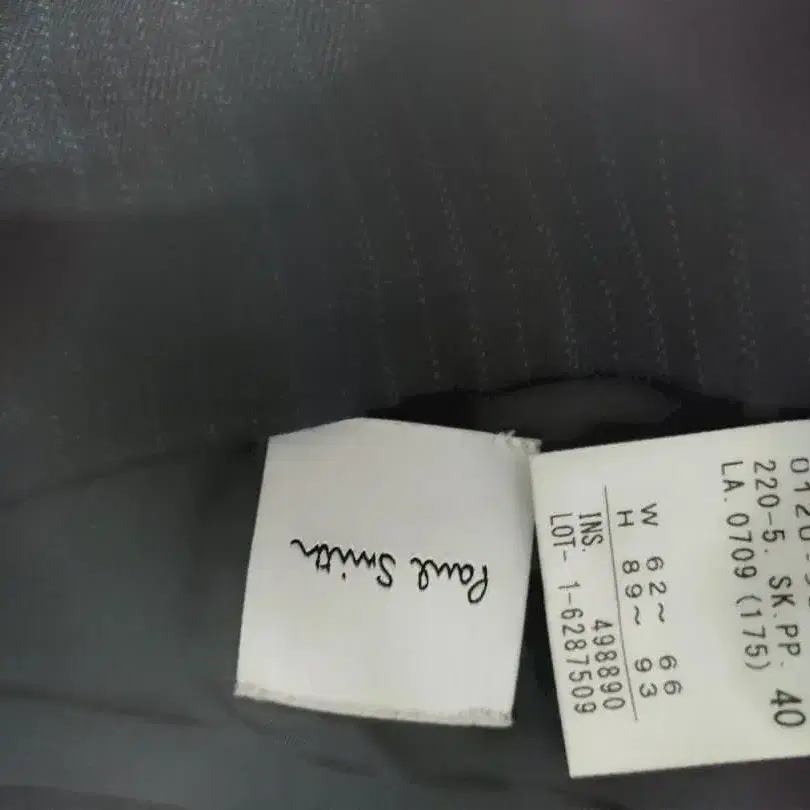 Paul Smith
220-5. SK.PP. 40
LA. 0709 (175)
W 62~ 66
H 89~ 93
INS. 498890
LOT- 1-6287509